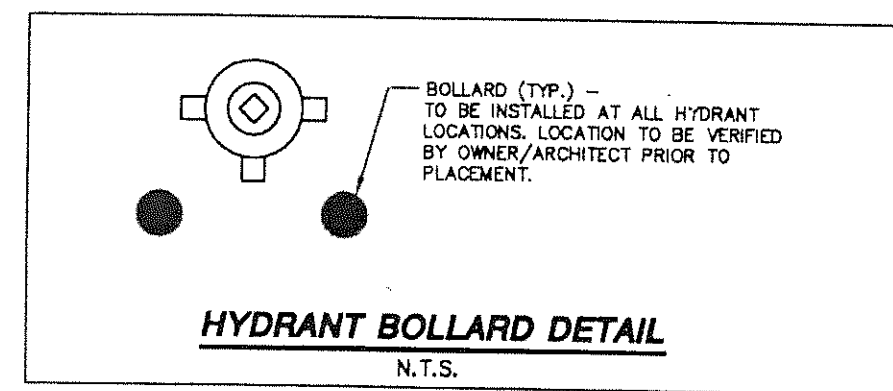 BOLLARD (TYP.) –
TO BE INSTALLED AT ALL HYDRANT
LOCATIONS. LOCATION TO BE VERIFIED
BY OWNER/ARCHITECT PRIOR TO
PLACEMENT.
HYDRANT BOLLARD DETAIL
N.T.S.